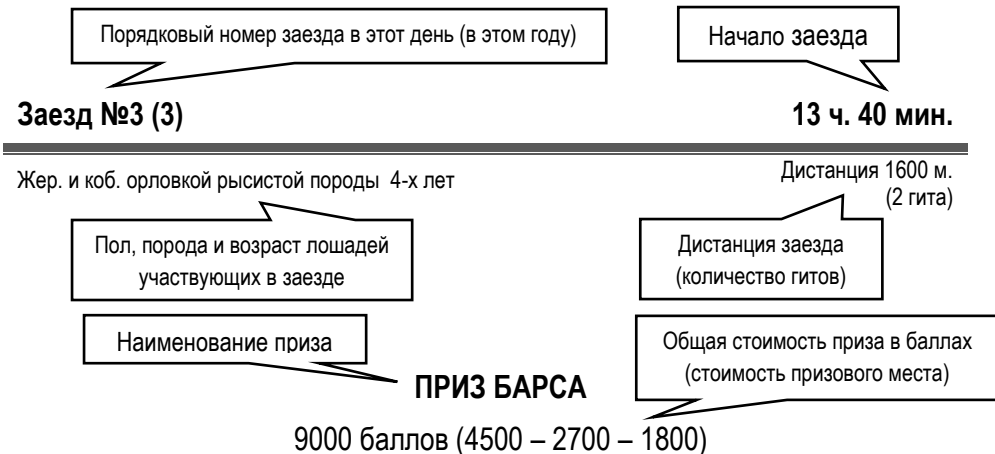 Порядковый номер заезда в этот день (в этом году)
Начало заезда
Заезд №3 (3)
13 ч. 40 мин.
Жер. и коб. орловкой рысистой породы 4-х лет
Дистанция 1600 м.
(2 гита)
Пол, порода и возраст лошадей
участвующих в заезде
Дистанция заезда
(количество гитов)
Наименование приза
Общая стоимость приза в баллах
(стоимость призового места)
ПРИЗ БАРСА
9000 баллов (4500 – 2700 – 1800)